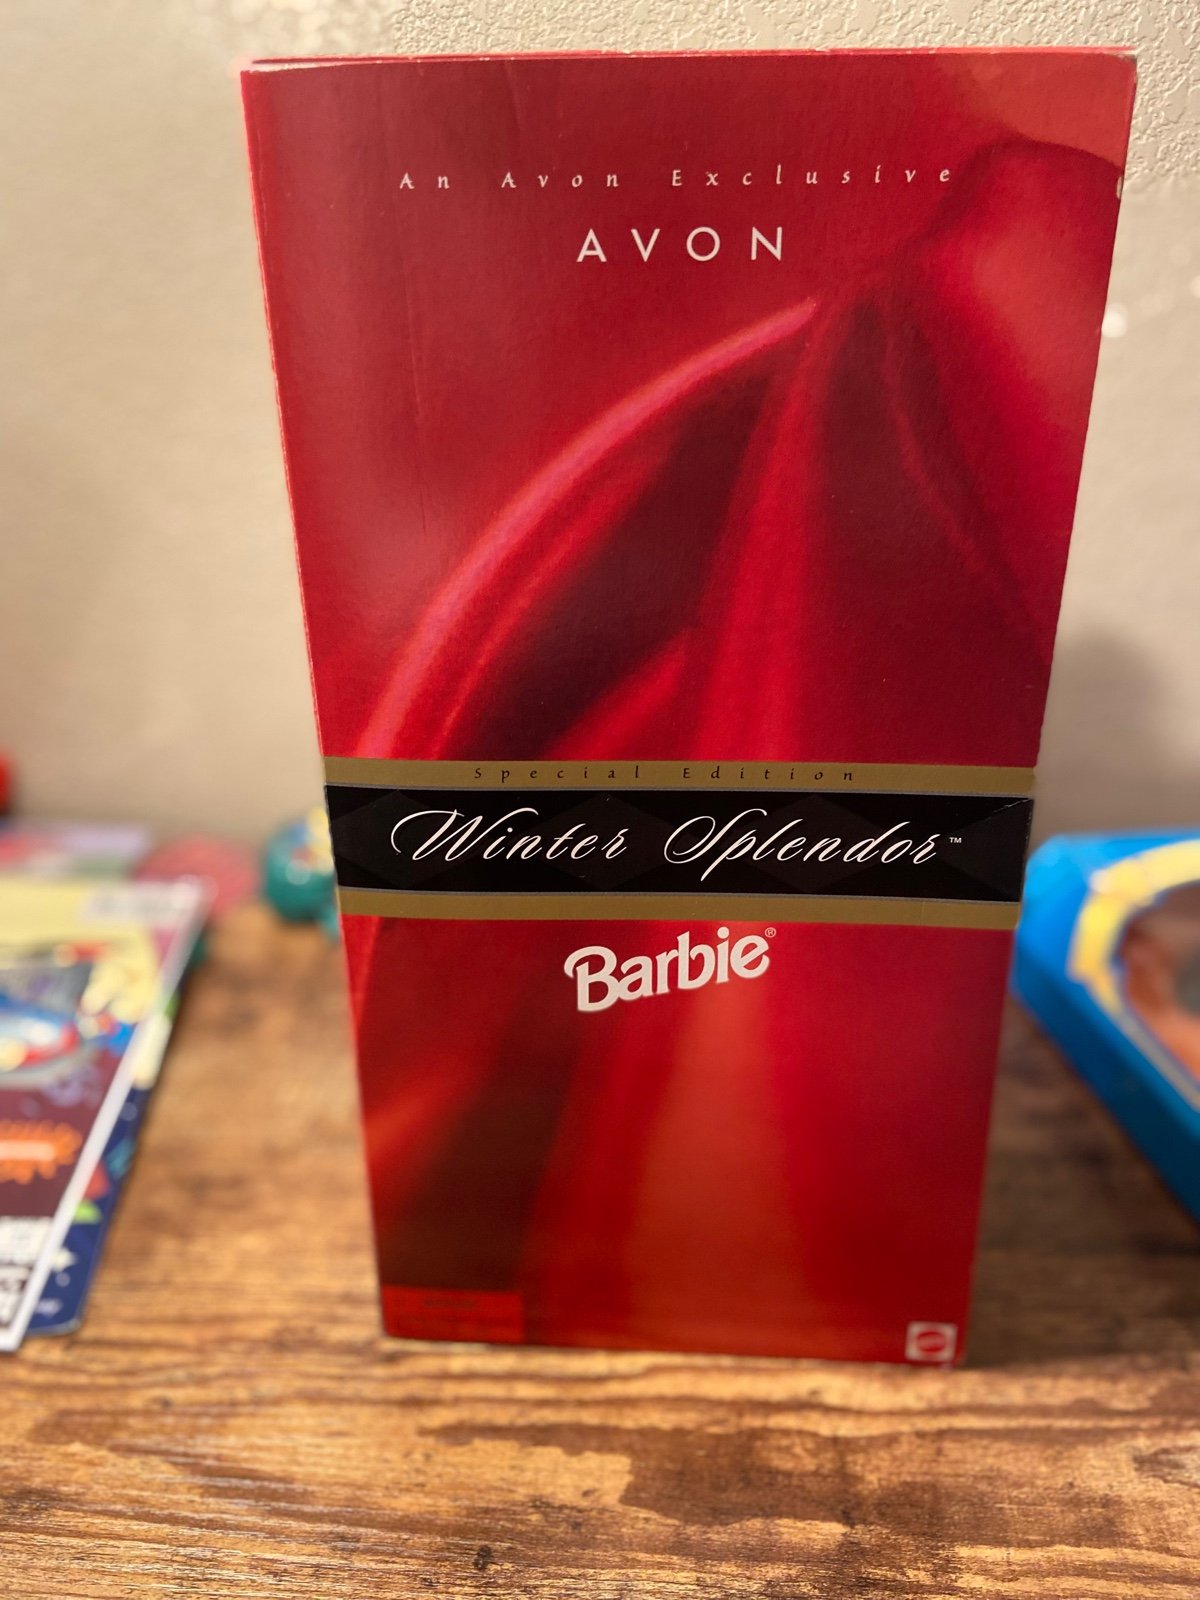 An Avon Exclusive
AVON
Special Edition
Winter Splendor™
Barbie®